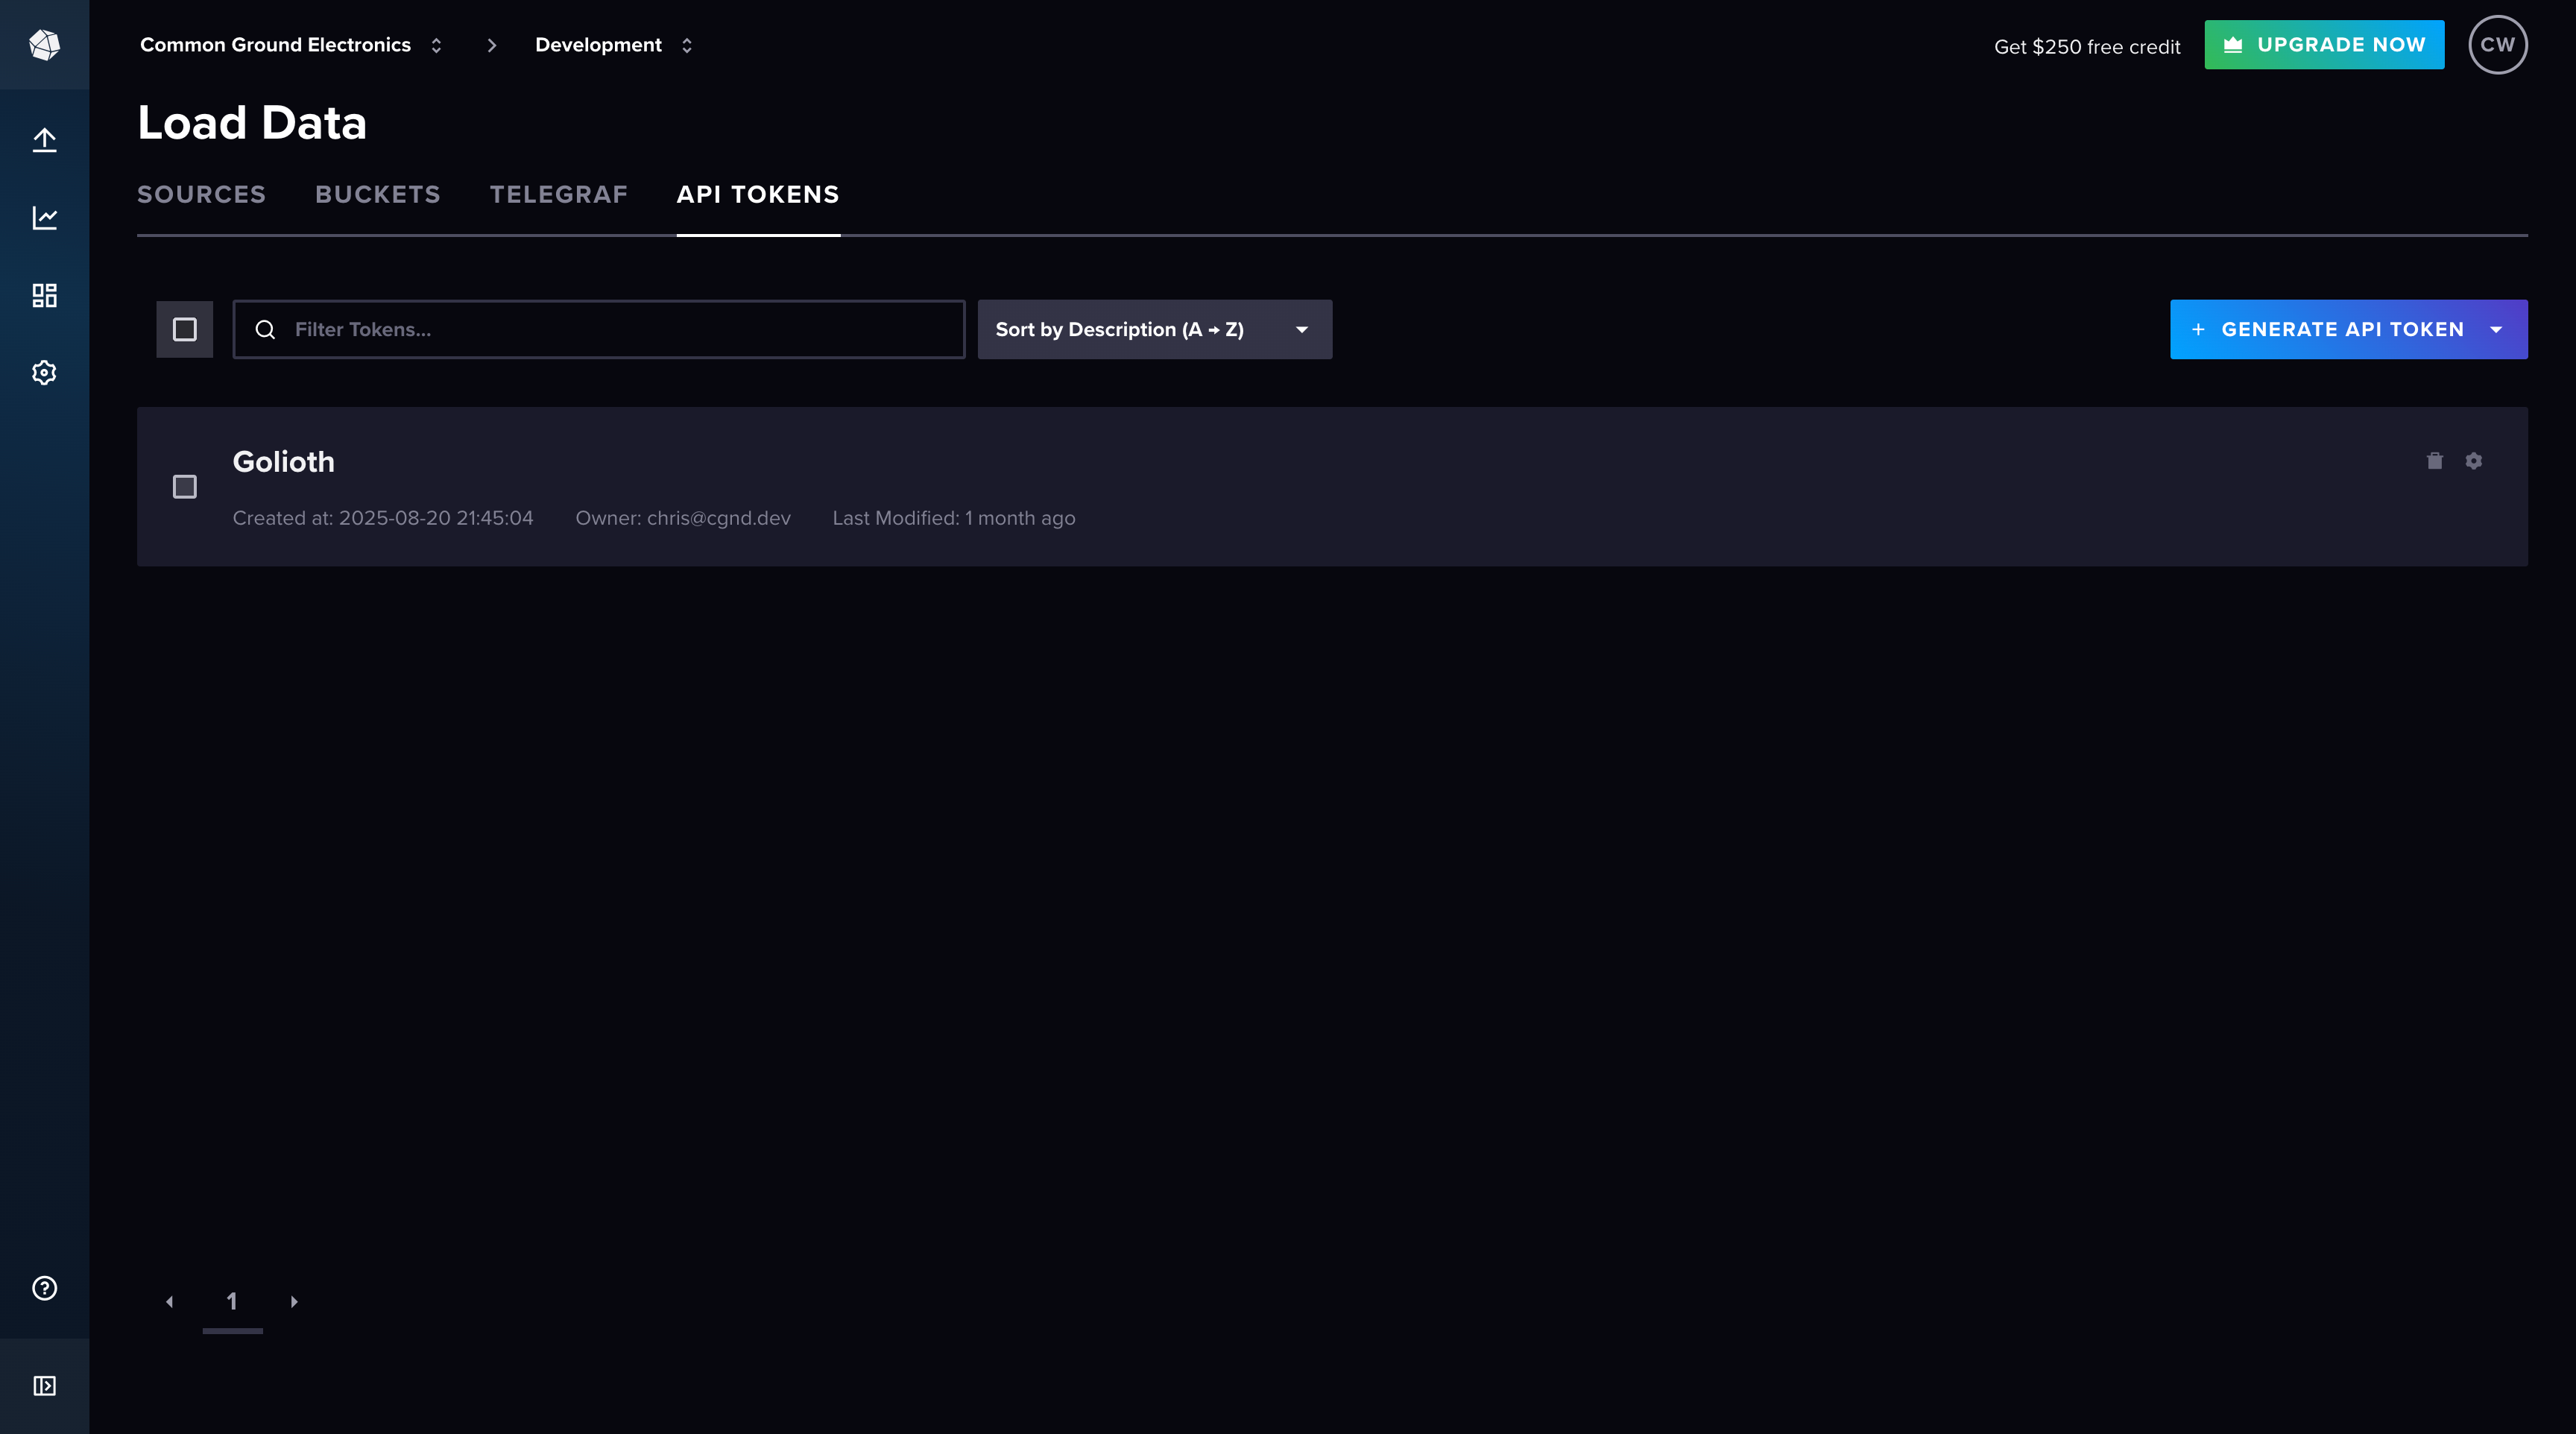 Common Ground Electronics Development Get $250 free credit UPGRADE NOW CW
Load Data
SOURCES BUCKETS TELEGRAF API TOKENS
Filter Tokens... Sort by Description (A → Z) + GENERATE API TOKEN
Golioth
Created at: 2025-08-20 21:45:04 Owner: chris@cgnd.dev Last Modified: 1 month ago
1